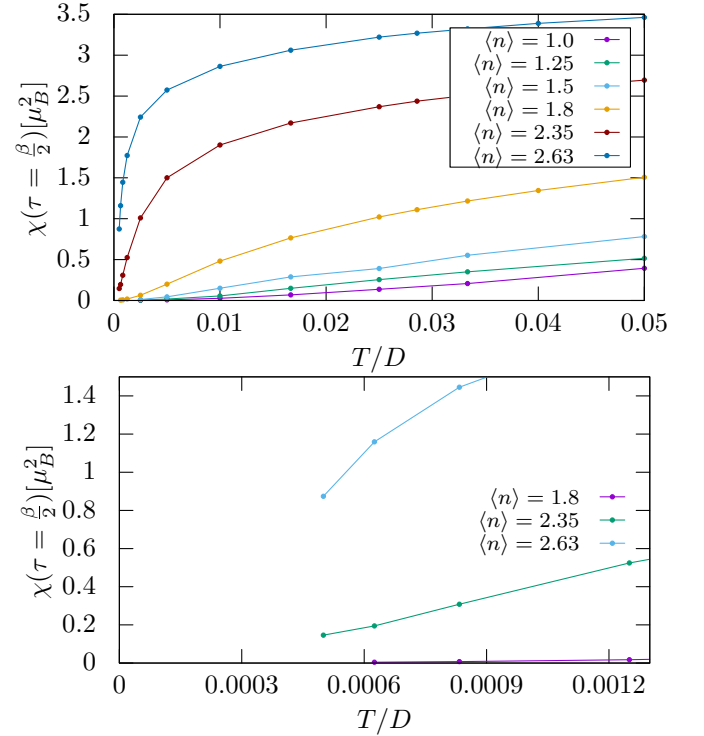 3.5
3
2.5
2
1.5
1
0.5
0
χ(τ = β/2)[μ_B^2]
⟨n⟩ = 1.0
⟨n⟩ = 1.25
⟨n⟩ = 1.5
⟨n⟩ = 1.8
⟨n⟩ = 2.35
⟨n⟩ = 2.63
0 0.01 0.02 0.03 0.04 0.05
T/D
1.4
1.2
1
0.8
0.6
0.4
0.2
0
χ(τ = β/2)[μ_B^2]
⟨n⟩ = 1.8
⟨n⟩ = 2.35
⟨n⟩ = 2.63
0 0.0003 0.0006 0.0009 0.0012
T/D